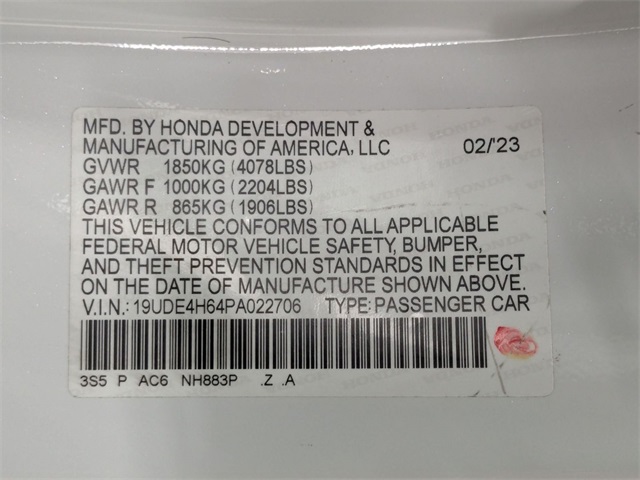 MFD. BY HONDA DEVELOPMENT &
MANUFACTURING OF AMERICA, LLC 02/'23
GVWR 1850KG (4078LBS)
GAWR F 1000KG (2204LBS)
GAWR R 865KG (1906LBS)
THIS VEHICLE CONFORMS TO ALL APPLICABLE
FEDERAL MOTOR VEHICLE SAFETY, BUMPER,
AND THEFT PREVENTION STANDARDS IN EFFECT
ON THE DATE OF MANUFACTURE SHOWN ABOVE.
V.I.N.: 19UDE4H64PA022706 TYPE: PASSENGER CAR
3S5 P AC6 NH883P .Z .A